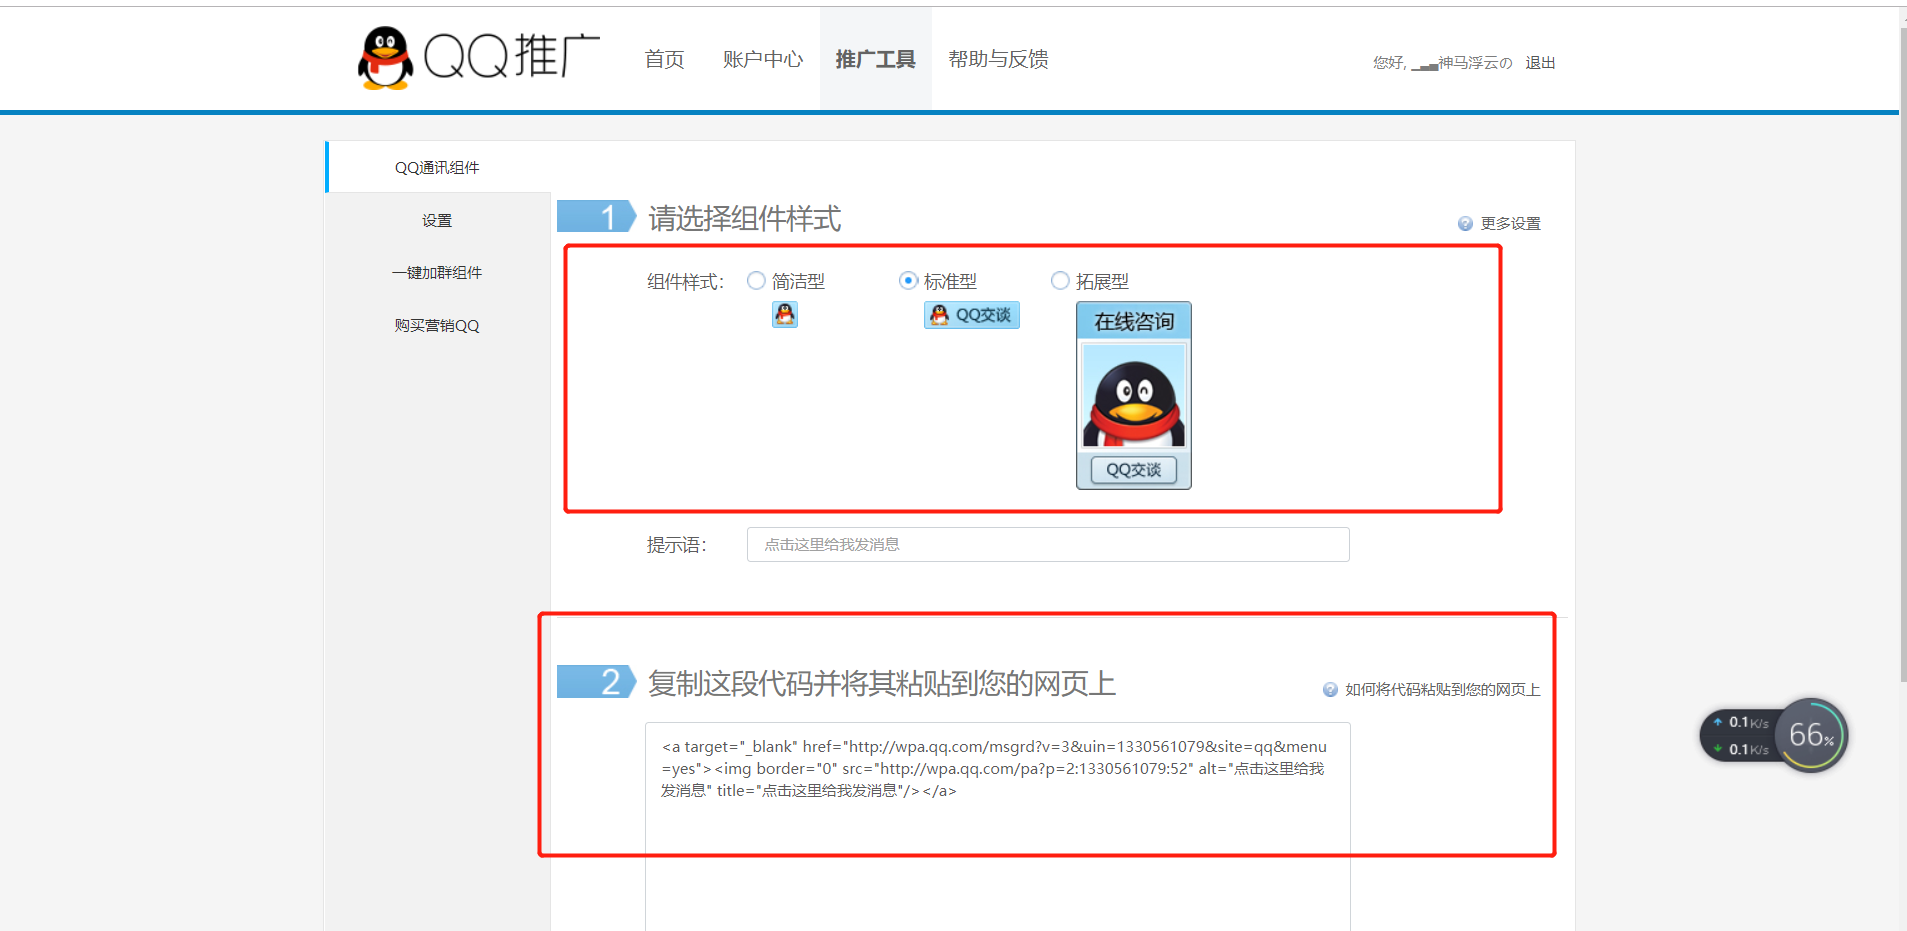 QQ推广
首页 账户中心 推广工具 帮助与反馈
您好, ▁▂▃神马浮云の 退出
QQ通讯组件
设置
一键加群组件
购买营销QQ
1 请选择组件样式
更多设置
组件样式: 简洁型 标准型 拓展型
QQ交谈
在线咨询
QQ交谈
提示语: 点击这里给我发消息
2 复制这段代码并将其粘贴到您的网页上
如何将代码粘贴到您的网页上
<a target="_blank" href="http://wpa.qq.com/msgrd?v=3&uin=1330561079&site=qq&menu
=yes"><img border="0" src="http://wpa.qq.com/pa?p=2:1330561079:52" alt="点击这里给我
发消息" title="点击这里给我发消息"/></a>
0.1K/s
0.1K/s
66%